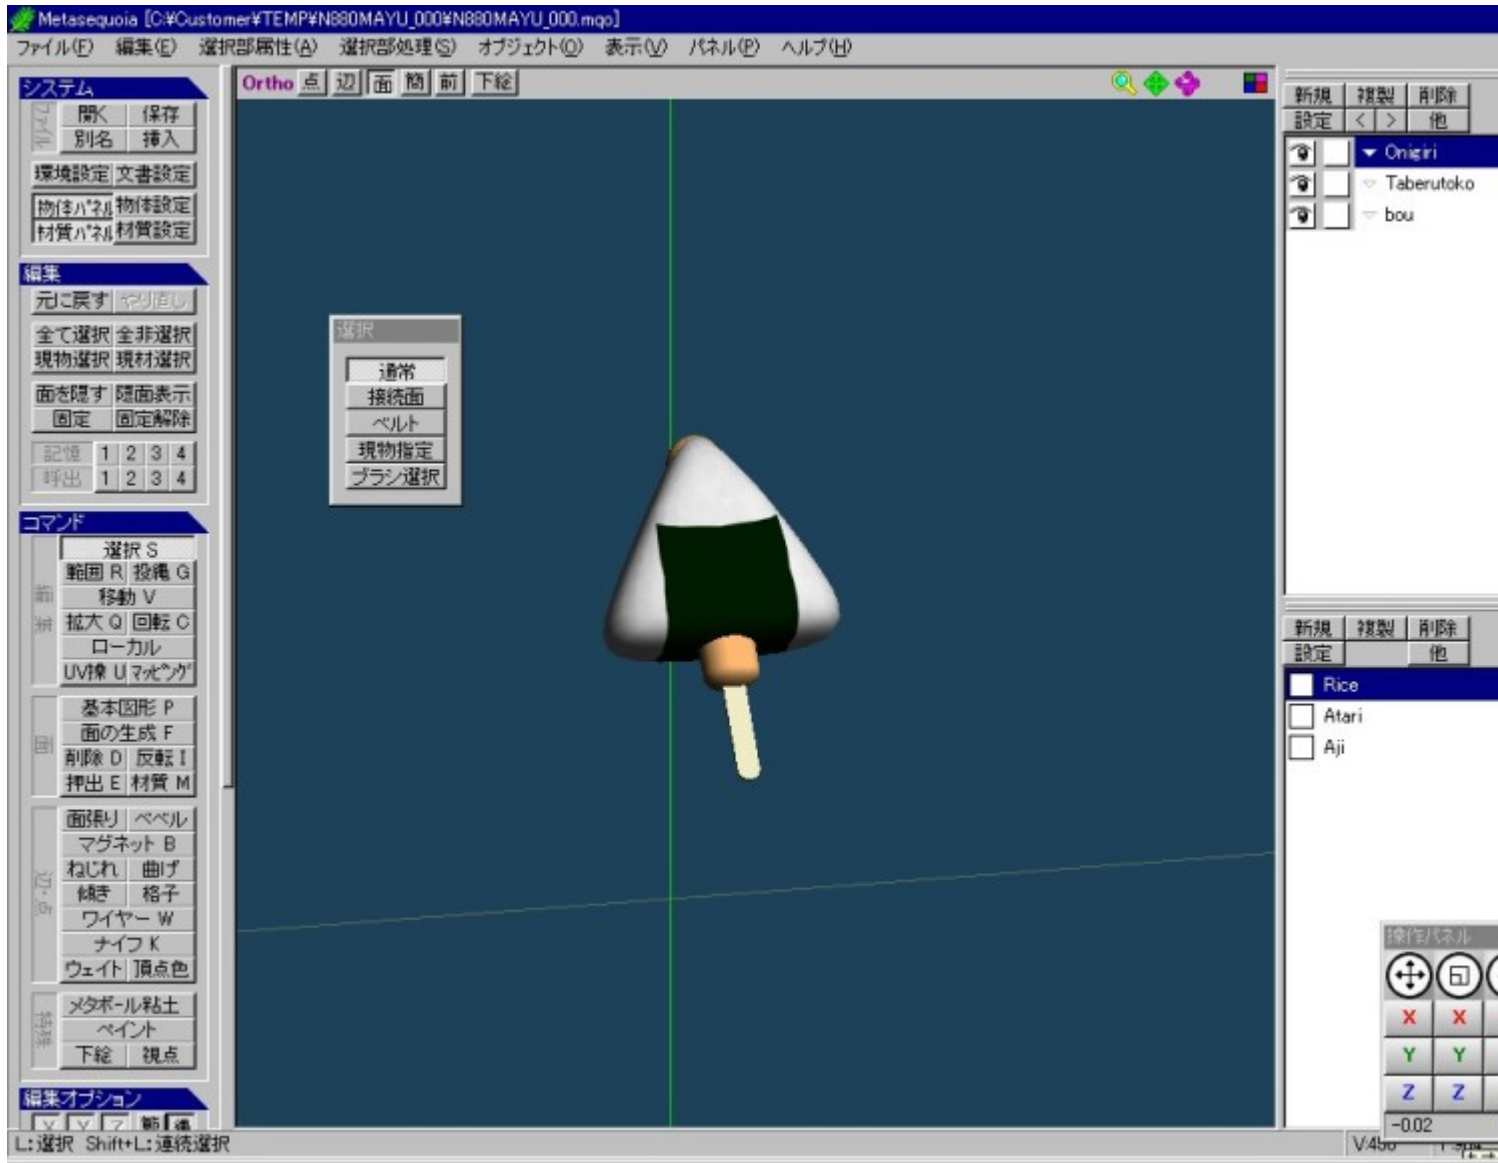 Metasequoia [C:¥Customer¥TEMP¥N880MAYU_000¥N880MAYU_000.mqo]
ファイル(F) 編集(E) 選択部属性(A) 選択部処理(S) オブジェクト(O) 表示(V) パネル(P) ヘルプ(H)
システム
ファイル
開く 保存
別名 挿入
環境設定 文書設定
物体パネル 物体設定
材質パネル 材質設定
編集
元に戻す やり直し
全て選択 全非選択
現物選択 現材選択
面を隠す 隠面表示
固定 固定解除
記憶 1 2 3 4
呼出 1 2 3 4
コマンド
編集
選択 S
範囲 R 投縄 G
移動 V
拡大 Q 回転 C
ローカル
UV操 U マッピング
面
基本図形 P
面の生成 F
削除 D 反転 I
押出 E 材質 M
辺・点
面張り ベベル
マグネット B
ねじれ 曲げ
傾き 格子
ワイヤー W
ナイフ K
ウェイト 頂点色
特殊
メタボール粘土
ペイント
下絵 視点
編集オプション
X Y Z 範 縄
L:選択 Shift+L:連続選択
Ortho 点 辺 面 簡 前 下絵
選択
通常
接続面
ベルト
現物指定
ブラシ選択
新規 複製 削除
設定 < > 他
Onigiri
Taberutoko
bou
新規 複製 削除
設定 他
Rice
Atari
Aji
操作パネル
X X
Y Y
Z Z
-0.02